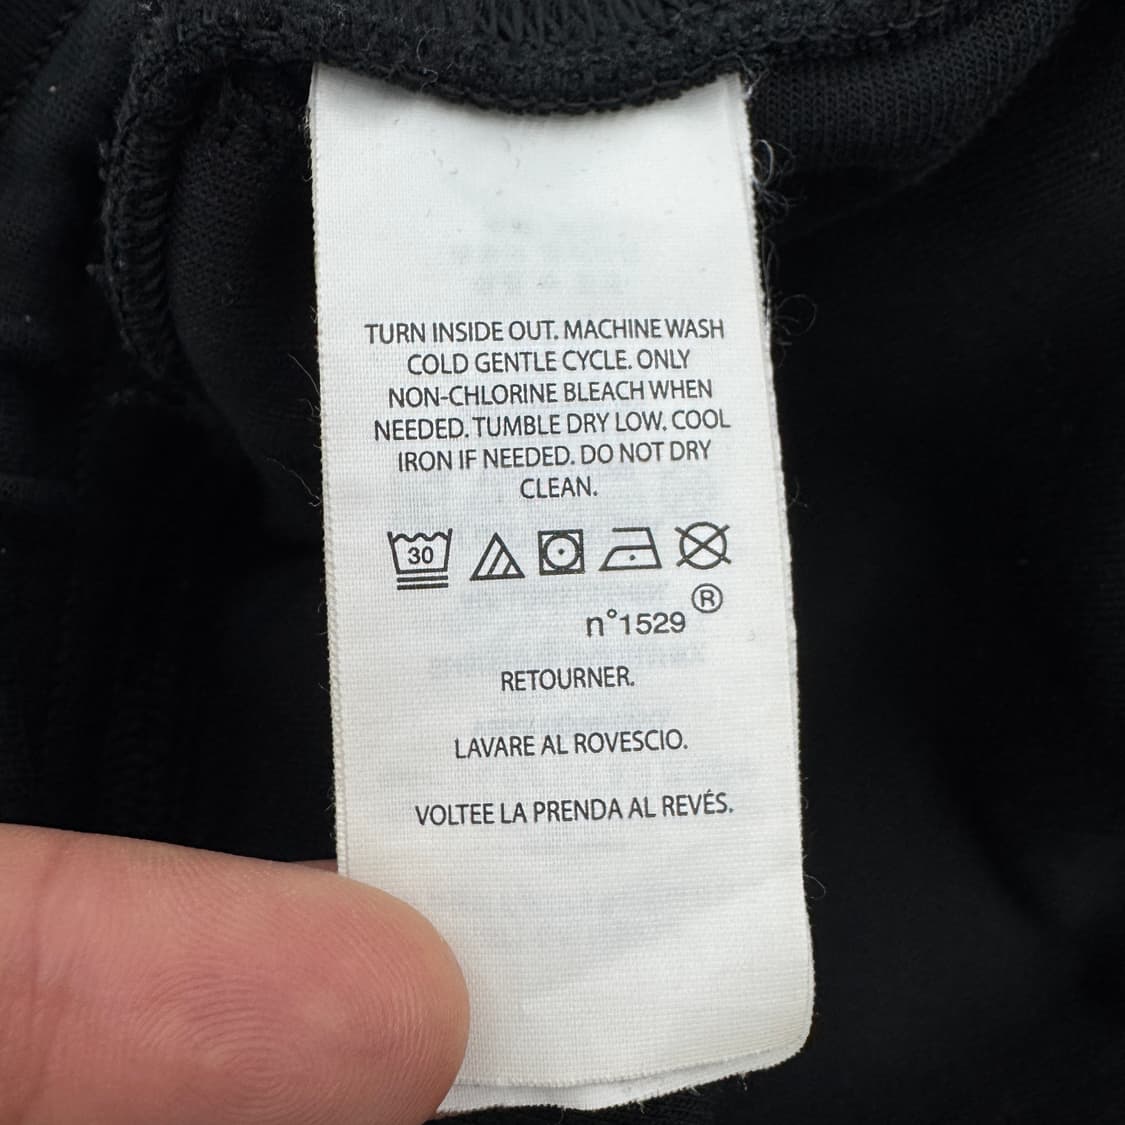 TURN INSIDE OUT. MACHINE WASH
COLD GENTLE CYCLE. ONLY
NON-CHLORINE BLEACH WHEN
NEEDED. TUMBLE DRY LOW. COOL
IRON IF NEEDED. DO NOT DRY
CLEAN.
30
n°1529 ®
RETOURNER.
LAVARE AL ROVESCIO.
VOLTEE LA PRENDA AL REVÉS.